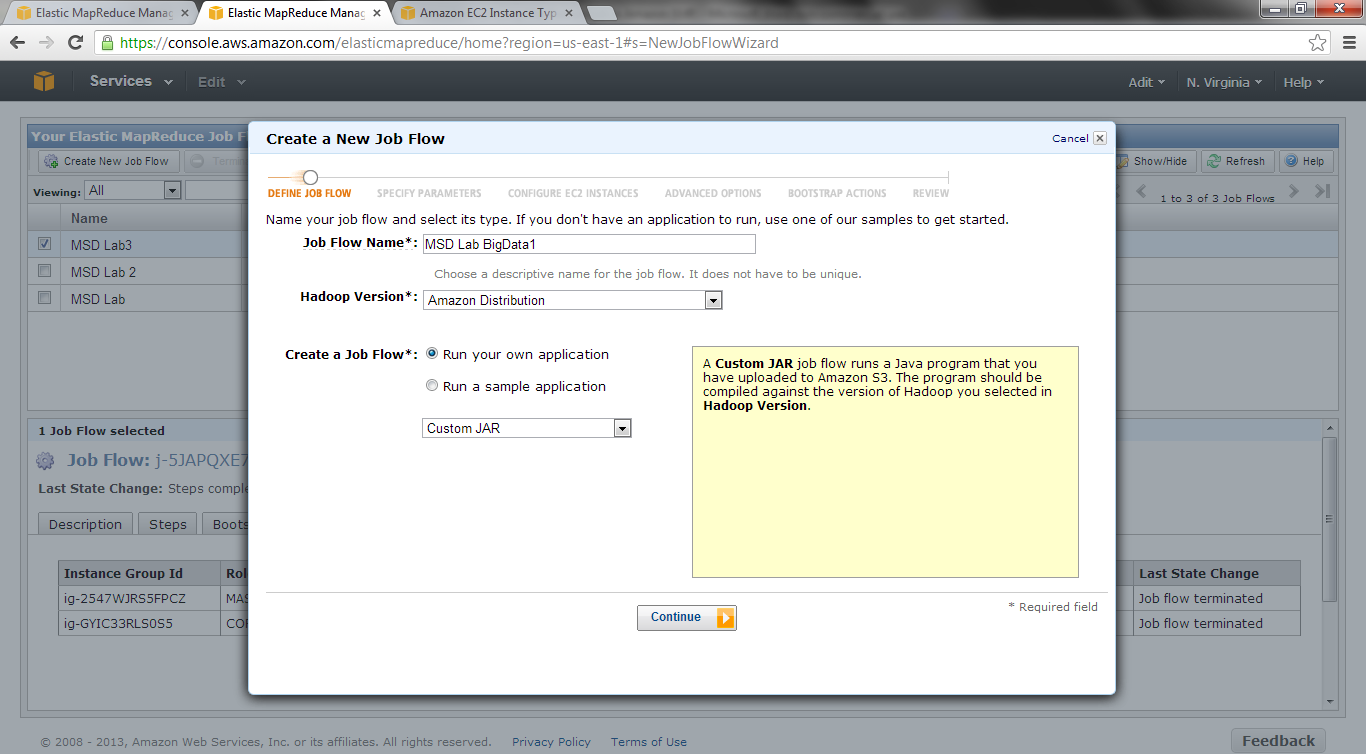 Elastic MapReduce Manag
Elastic MapReduce Manag
Amazon EC2 Instance Typ
https://console.aws.amazon.com/elasticmapreduce/home?region=us-east-1#s=NewJobFlowWizard
Services Edit Adit N. Virginia Help
Your Elastic MapReduce Job F
Create New Job Flow Termi Show/Hide Refresh Help
Viewing: All 1 to 3 of 3 Job Flows
Name
MSD Lab3
MSD Lab 2
MSD Lab
Create a New Job Flow Cancel
DEFINE JOB FLOW SPECIFY PARAMETERS CONFIGURE EC2 INSTANCES ADVANCED OPTIONS BOOTSTRAP ACTIONS REVIEW
Name your job flow and select its type. If you don't have an application to run, use one of our samples to get started.
Job Flow Name*: MSD Lab BigData1
Choose a descriptive name for the job flow. It does not have to be unique.
Hadoop Version*: Amazon Distribution
Create a Job Flow*: Run your own application
Run a sample application
Custom JAR
A Custom JAR job flow runs a Java program that you
have uploaded to Amazon S3. The program should be
compiled against the version of Hadoop you selected in
Hadoop Version.
Continue
* Required field
1 Job Flow selected
Job Flow: j-5JAPQXE7
Last State Change: Steps comple
Description Steps Boots
Instance Group Id Rol Last State Change
ig-2547WJRS5FPCZ MAS Job flow terminated
ig-GYIC33RLS0S5 COR Job flow terminated
© 2008 - 2013, Amazon Web Services, Inc. or its affiliates. All rights reserved. Privacy Policy Terms of Use Feedback